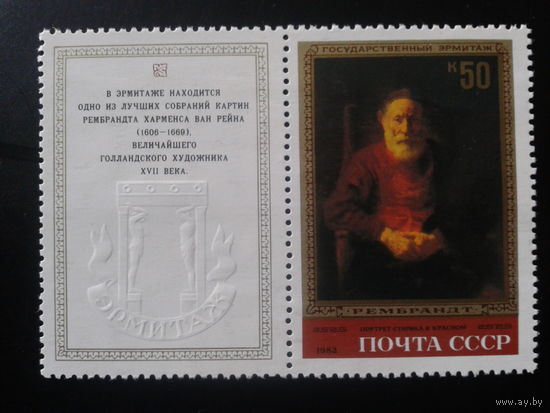 В ЭРМИТАЖЕ НАХОДИТСЯ
ОДНО ИЗ ЛУЧШИХ СОБРАНИЙ КАРТИН
РЕМБРАНДТА ХАРМЕНСА ВАН РЕЙНА
(1606—1669),
ВЕЛИЧАЙШЕГО
ГОЛЛАНДСКОГО ХУДОЖНИКА
XVII ВЕКА.
ЭРМИТАЖ
ГОСУДАРСТВЕННЫЙ ЭРМИТАЖ
К50
РЕМБРАНДТ
ПОРТРЕТ СТАРИКА В КРАСНОМ
1983 ПОЧТА СССР
https://www.ay.by